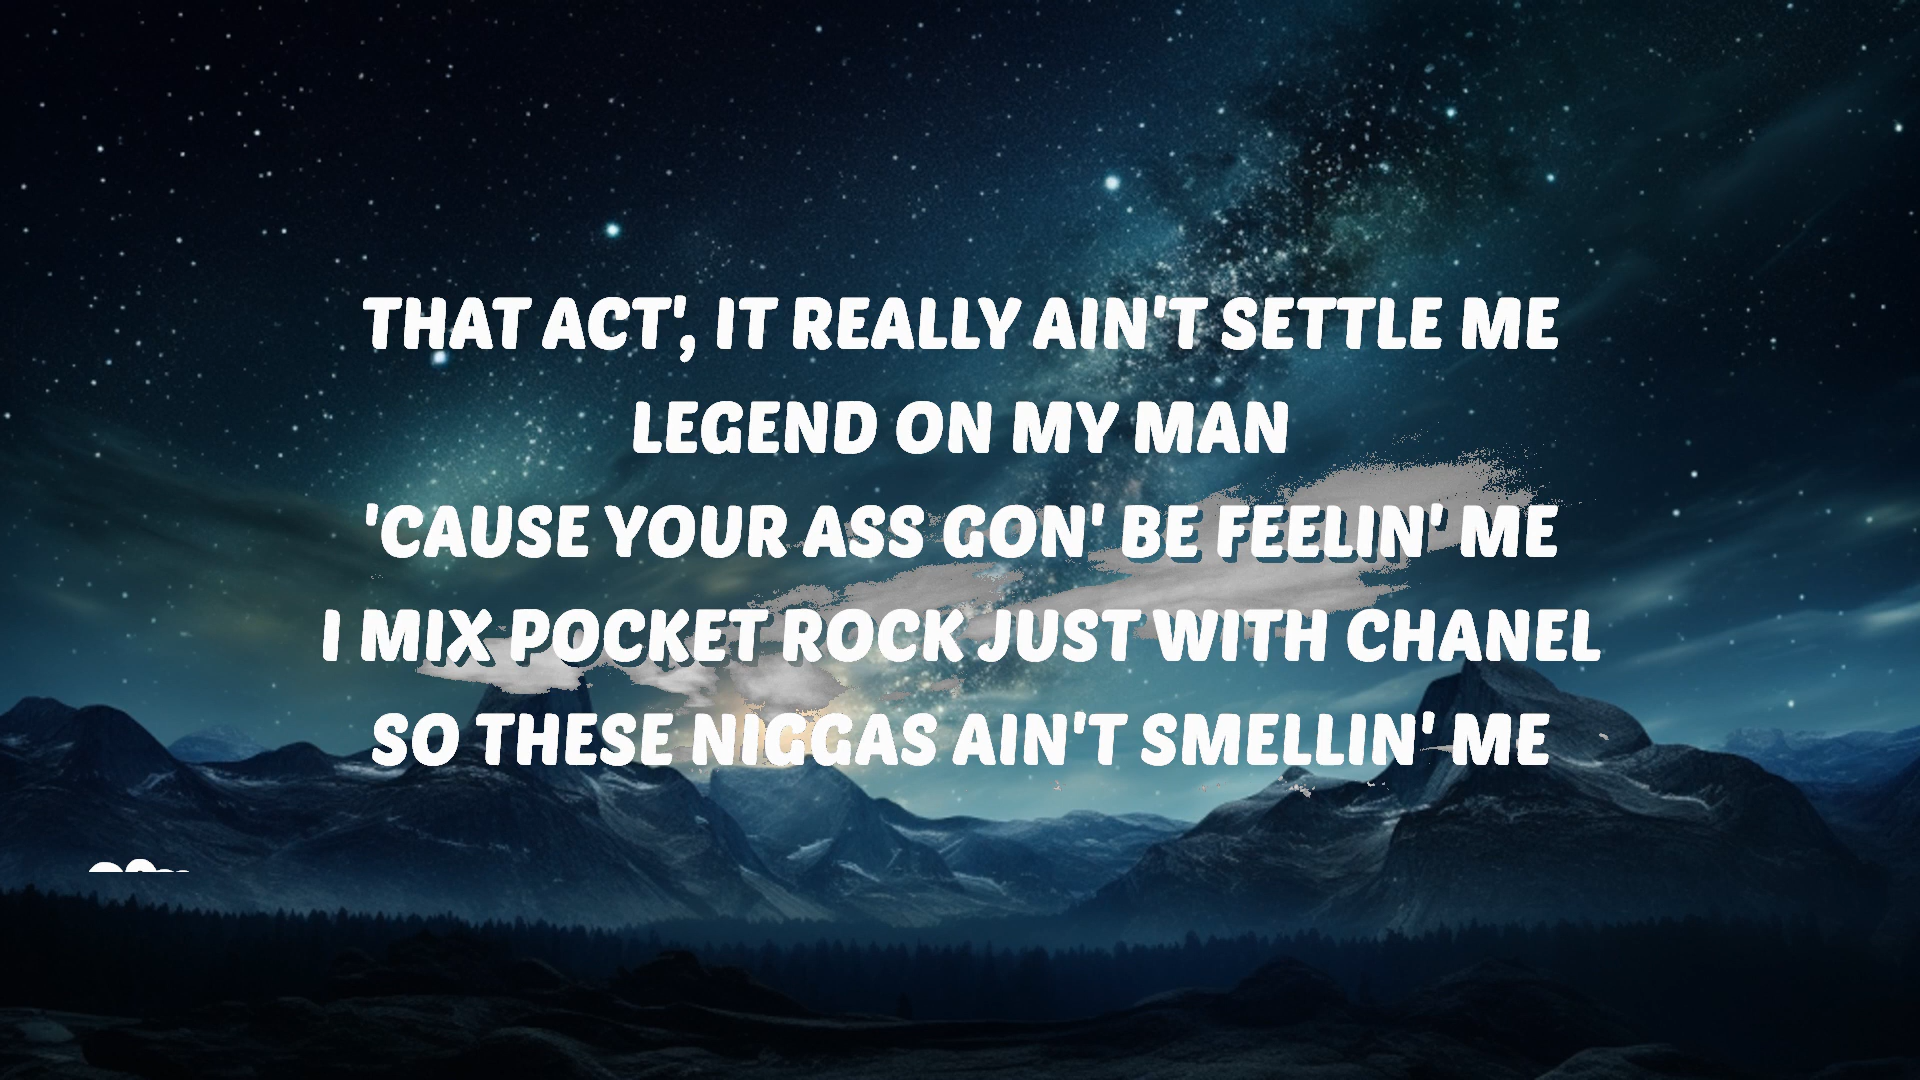 THAT ACT', IT REALLY AIN'T SETTLE ME
LEGEND ON MY MAN
'CAUSE YOUR ASS GON' BE FEELIN' ME
I MIX POCKET ROCK JUST WITH CHANEL
SO THESE NIGGAS AIN'T SMELLIN' ME